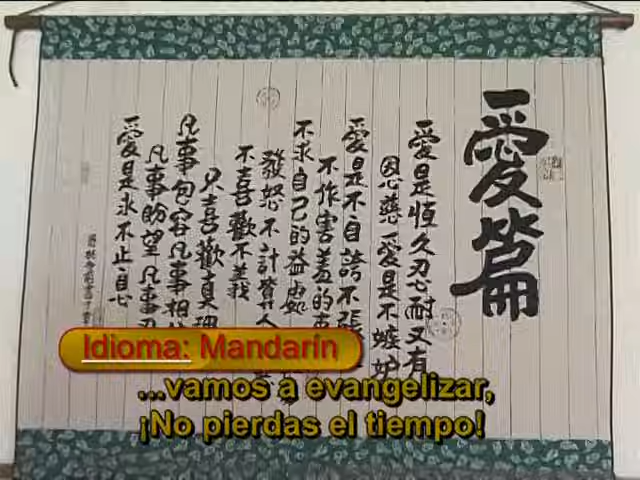 愛篇
愛是恒久忍耐又有
恩慈愛是不嫉妒
愛是不自誇不張
不作害羞的事
不求自己的益處
發怒不計算人
不喜歡不義
只喜歡真理
凡事包容凡事相
凡事盼望凡事忍
愛是永不止息
Idioma: Mandarín
...vamos a evangelizar,
¡No pierdas el tiempo!